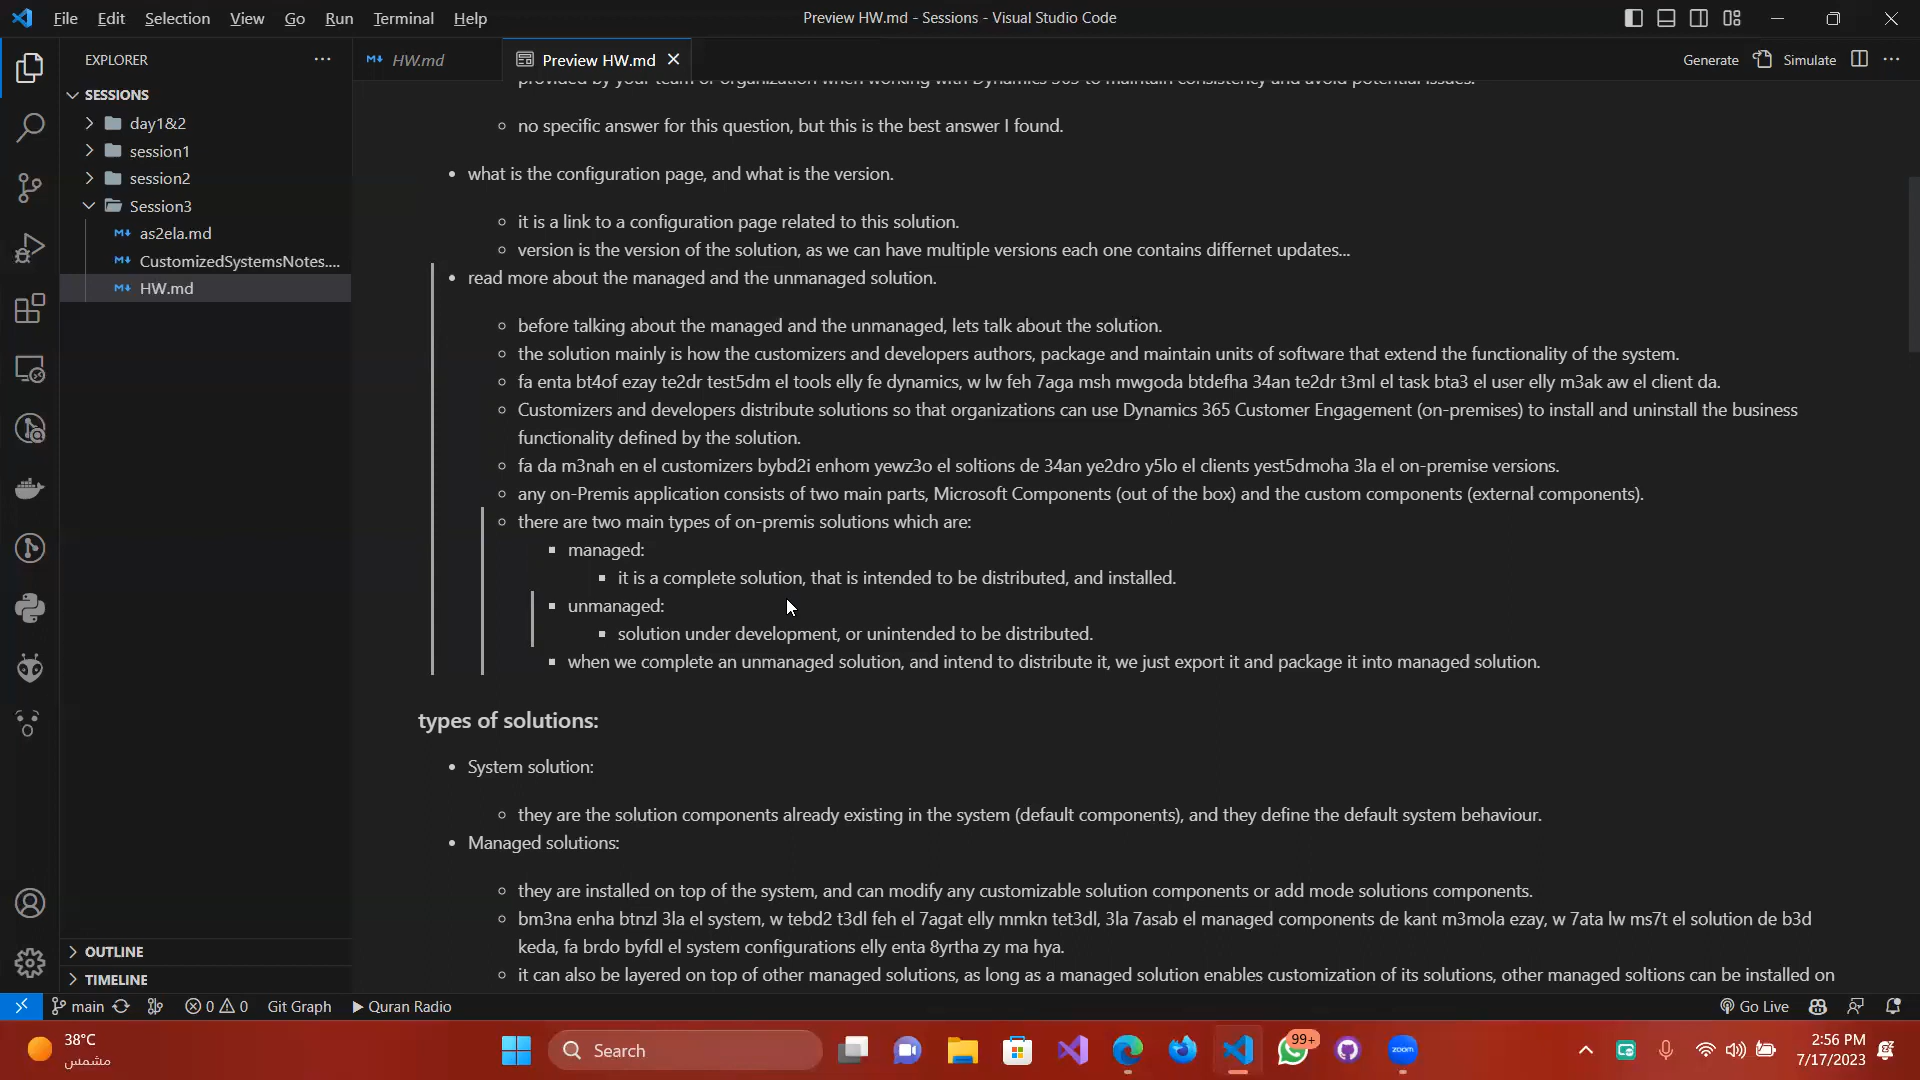 File Edit Selection View Go Run Terminal Help
Preview HW.md - Sessions - Visual Studio Code
EXPLORER
HW.md
Preview HW.md
Generate
Simulate
SESSIONS
day1&2
session1
session2
Session3
as2ela.md
CustomizedSystemsNotes....
HW.md
provided by your team or organization when working with Dynamics 365 to maintain consistency and avoid potential issues.
no specific answer for this question, but this is the best answer I found.
what is the configuration page, and what is the version.
it is a link to a configuration page related to this solution.
version is the version of the solution, as we can have multiple versions each one contains differnet updates...
read more about the managed and the unmanaged solution.
before talking about the managed and the unmanaged, lets talk about the solution.
the solution mainly is how the customizers and developers authors, package and maintain units of software that extend the functionality of the system.
fa enta bt4of ezay te2dr test5dm el tools elly fe dynamics, w lw feh 7aga msh mwgoda btdefha 34an te2dr t3ml el task bta3 el user elly m3ak aw el client da.
Customizers and developers distribute solutions so that organizations can use Dynamics 365 Customer Engagement (on-premises) to install and uninstall the business
functionality defined by the solution.
fa da m3nah en el customizers bybd2i enhom yewz3o el soltions de 34an ye2dro y5lo el clients yest5dmoha 3la el on-premise versions.
any on-Premis application consists of two main parts, Microsoft Components (out of the box) and the custom components (external components).
there are two main types of on-premis solutions which are:
managed:
it is a complete solution, that is intended to be distributed, and installed.
unmanaged:
solution under development, or unintended to be distributed.
when we complete an unmanaged solution, and intend to distribute it, we just export it and package it into managed solution.
types of solutions:
System solution:
they are the solution components already existing in the system (default components), and they define the default system behaviour.
Managed solutions:
they are installed on top of the system, and can modify any customizable solution components or add mode solutions components.
bm3na enha btnzl 3la el system, w tebd2 t3dl feh el 7agat elly mmkn tet3dl, 3la 7asab el managed components de kant m3mola ezay, w 7ata lw ms7t el solution de b3d
keda, fa brdo byfdl el system configurations elly enta 8yrtha zy ma hya.
it can also be layered on top of other managed solutions, as long as a managed solution enables customization of its solutions, other managed soltions can be installed on
OUTLINE
TIMELINE
main
0
0
Git Graph
Quran Radio
Go Live
38°C
مشمس
Search
99+
zoom
2:56 PM
7/17/2023